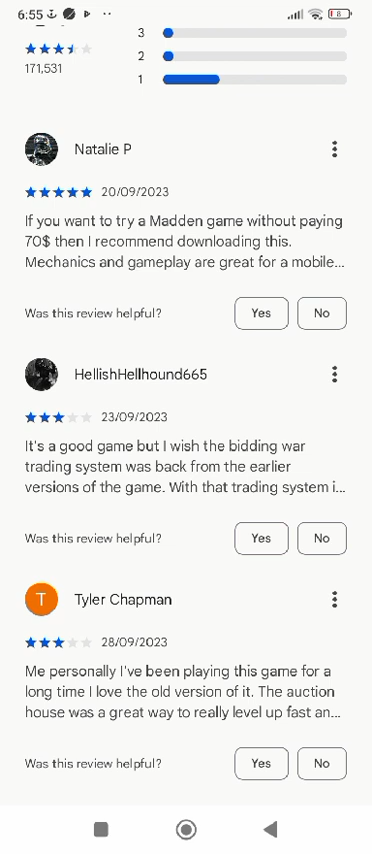 6:55
8
3
2
171,531
1
Natalie P
20/09/2023
If you want to try a Madden game without paying
70$ then I recommend downloading this.
Mechanics and gameplay are great for a mobile...
Was this review helpful?
Yes
No
HellishHellhound665
23/09/2023
It's a good game but I wish the bidding war
trading system was back from the earlier
versions of the game. With that trading system i...
Was this review helpful?
Yes
No
T
Tyler Chapman
28/09/2023
Me personally I've been playing this game for a
long time I love the old version of it. The auction
house was a great way to really level up fast an...
Was this review helpful?
Yes
No